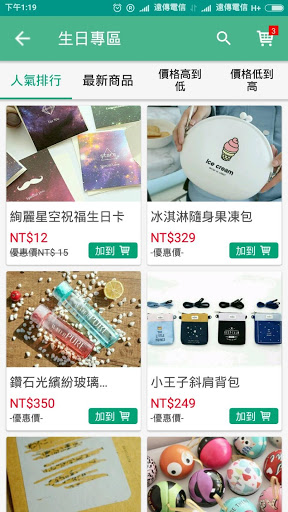 下午1:19
遠傳電信
遠傳電信
H+
生日專區
3
人氣排行
最新商品
價格高到低
價格低到高
ice cream
絢麗星空祝福生日卡
NT$12
優惠價NT$ 15
加到
冰淇淋隨身果凍包
NT$329
-優惠價-
加到
PURE
鑽石光繽紛玻璃...
NT$350
-優惠價-
加到
小王子斜肩背包
NT$249
-優惠價-
加到